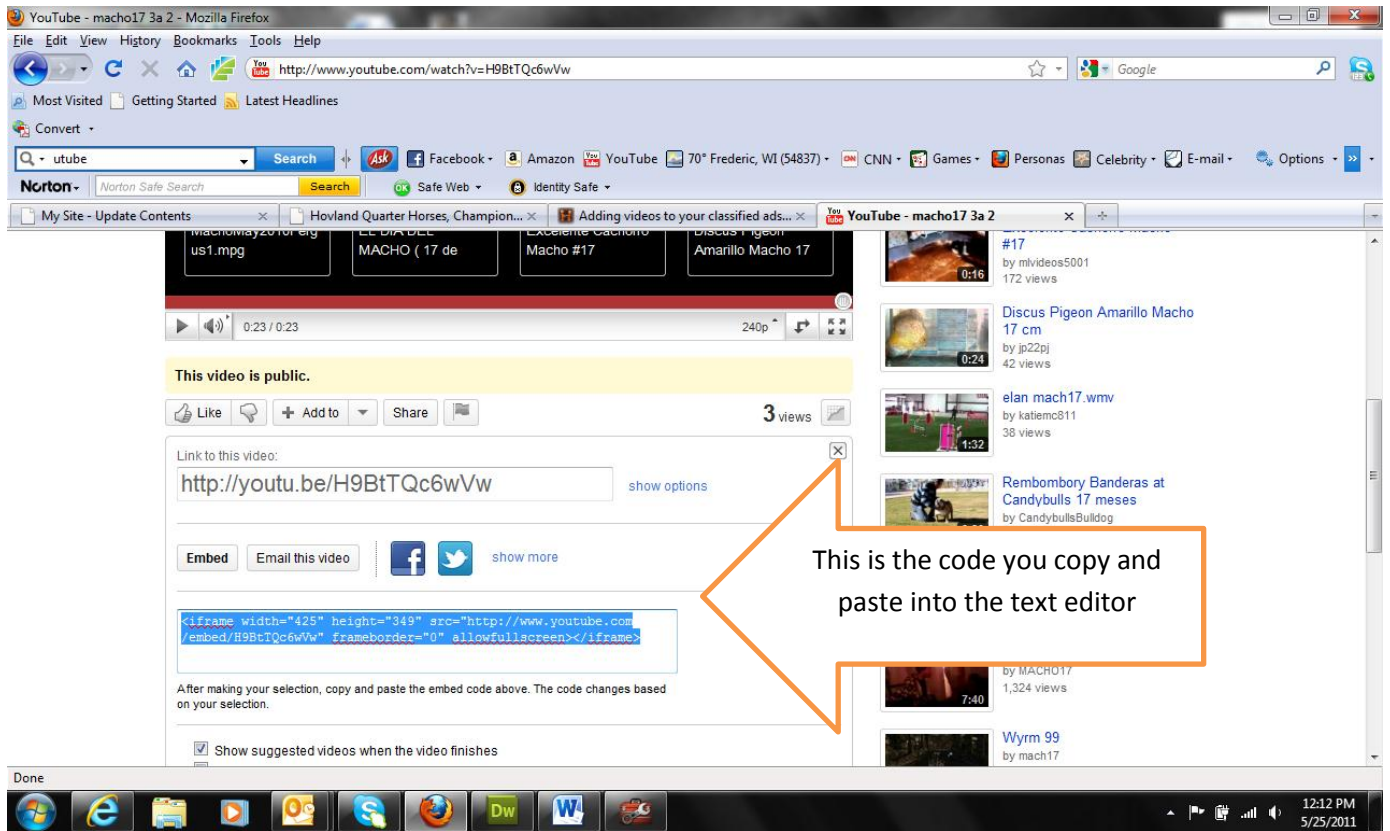 YouTube - macho17 3a 2 - Mozilla Firefox
File Edit View History Bookmarks Tools Help
You Tube http://www.youtube.com/watch?v=H9BtTQc6wVw Google
Most Visited Getting Started Latest Headlines
Convert
utube Search Ask Facebook Amazon YouTube 70° Frederic, WI (54837) CNN Games Personas Celebrity E-mail Options
Norton Norton Safe Search Search OK Safe Web Identity Safe
My Site - Update Contents Hovland Quarter Horses, Champion... Adding videos to your classified ads... YouTube - macho17 3a 2
us1.mpg MACHO ( 17 de Macho #17 Amarillo Macho 17
0:23 / 0:23 240p
This video is public.
Like Add to Share 3 views
Link to this video:
http://youtu.be/H9BtTQc6wVw show options
Embed Email this video show more
<iframe width="425" height="349" src="http://www.youtube.com
/embed/H9BtTQc6wVw" frameborder="0" allowfullscreen></iframe>
After making your selection, copy and paste the embed code above. The code changes based
on your selection.
Show suggested videos when the video finishes
#17
by mlvideos5001
0:16 172 views
Discus Pigeon Amarillo Macho
17 cm
by jp22pj
0:24 42 views
elan mach17.wmv
by katiemc811
38 views
1:32
Rembombory Banderas at
Candybulls 17 meses
by CandybullsBulldog
This is the code you copy and
paste into the text editor
by MACHO17
1,324 views
7:40
Wyrm 99
by mach17
Done
Dw W
12:12 PM
5/25/2011